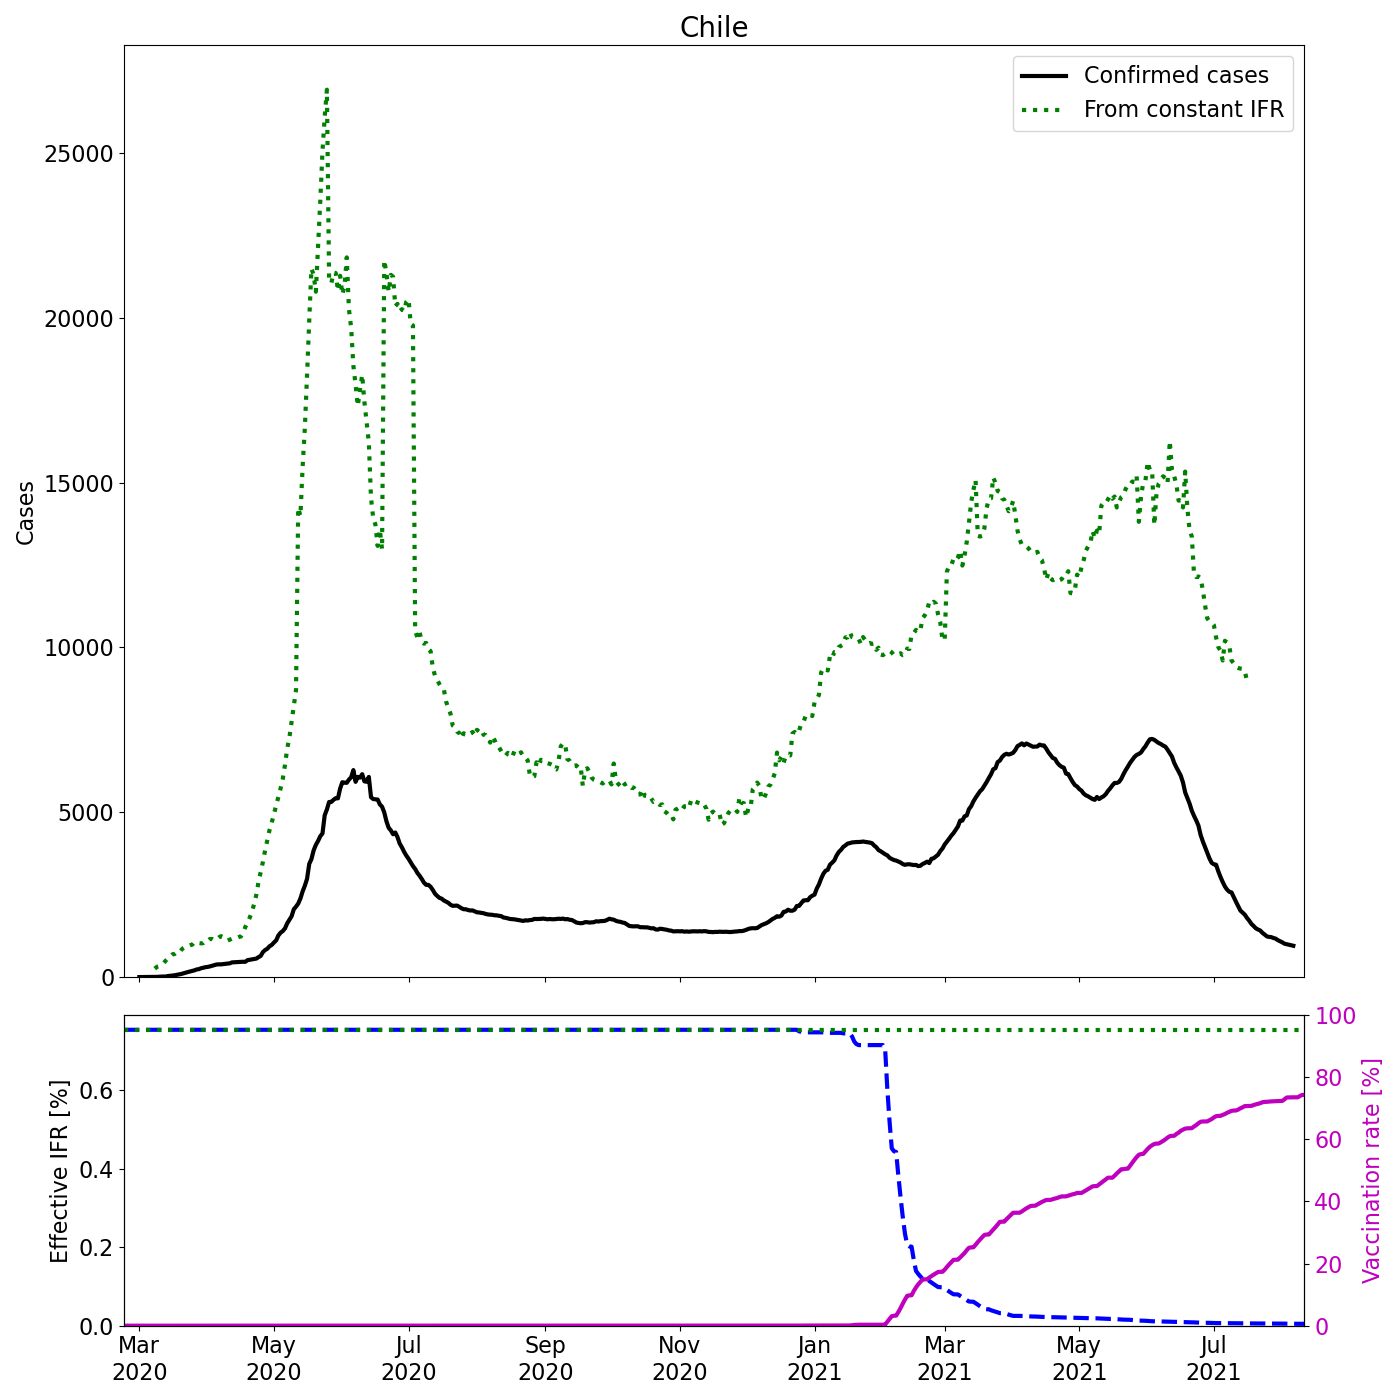 Chile
Confirmed cases
From constant IFR
Cases
25000
20000
15000
10000
5000
0
Effective IFR [%]
0.6
0.4
0.2
0.0
100
80
60
40
20
0
Vaccination rate [%]
Mar May Jul Sep Nov Jan Mar May Jul
2020 2020 2020 2020 2020 2021 2021 2021 2021